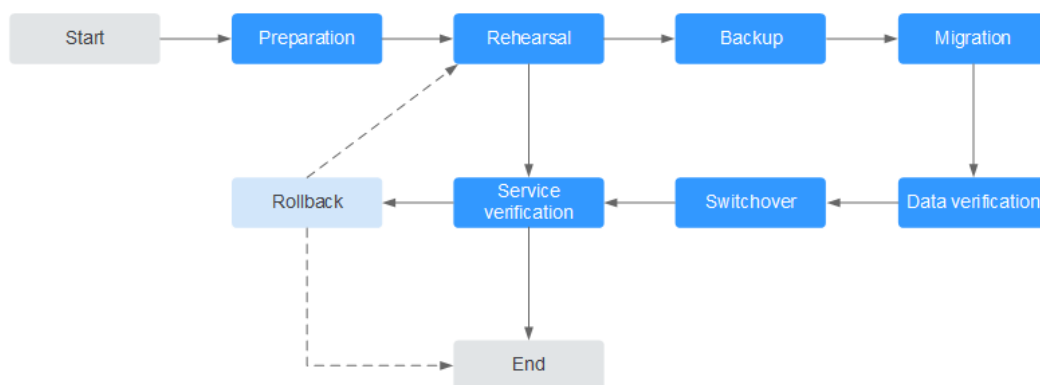 Start
Preparation
Rehearsal
Backup
Migration
Rollback
Service
verification
Switchover
Data verification
End